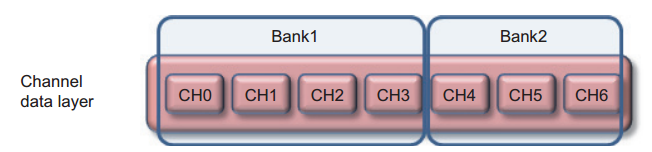 Bank1 Bank2
Channel
data layer
CH0 CH1 CH2 CH3 CH4 CH5 CH6